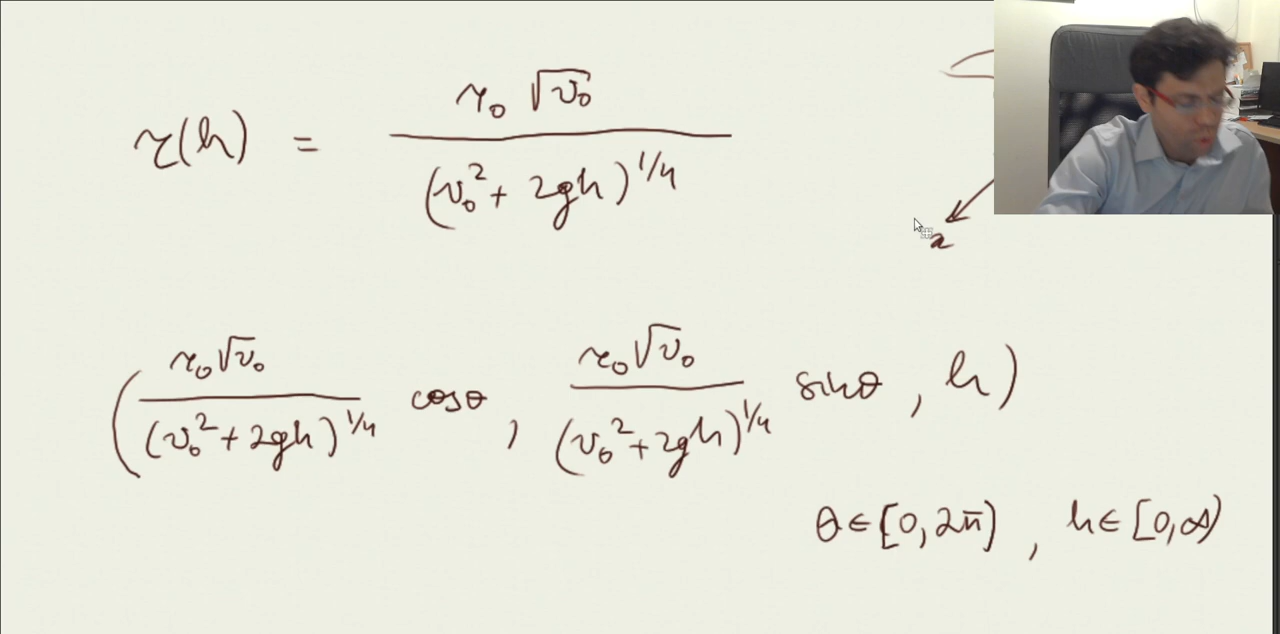 r(h) = r₀ √v₀ / (v₀² + 2gh)^1/4
( r₀√v₀ / (v₀² + 2gh)^1/4 cosθ , r₀√v₀ / (v₀² + 2gh)^1/4 sinθ , h )
θ ∈ [0, 2π) , h ∈ [0, ∞)